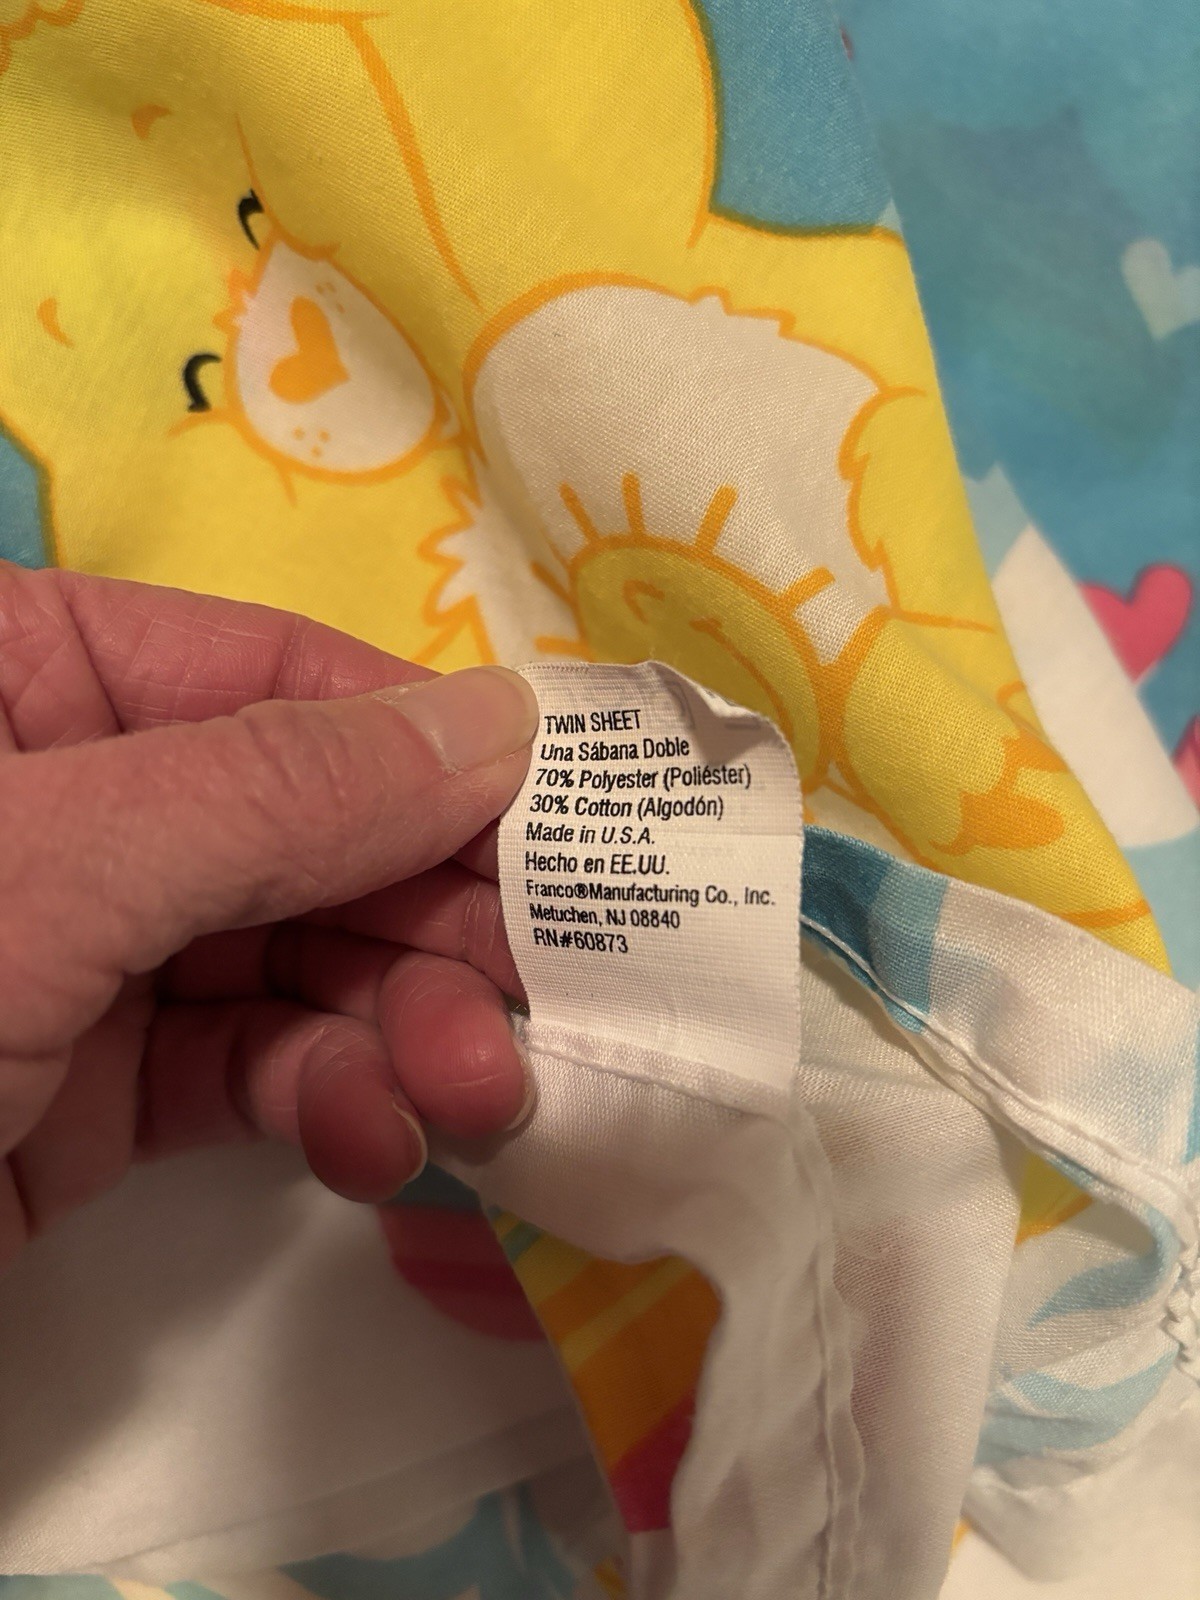 TWIN SHEET
Una Sábana Doble
70% Polyester (Poliéster)
30% Cotton (Algodón)
Made in U.S.A.
Hecho en EE.UU.
Franco®Manufacturing Co., Inc.
Metuchen, NJ 08840
RN#60873